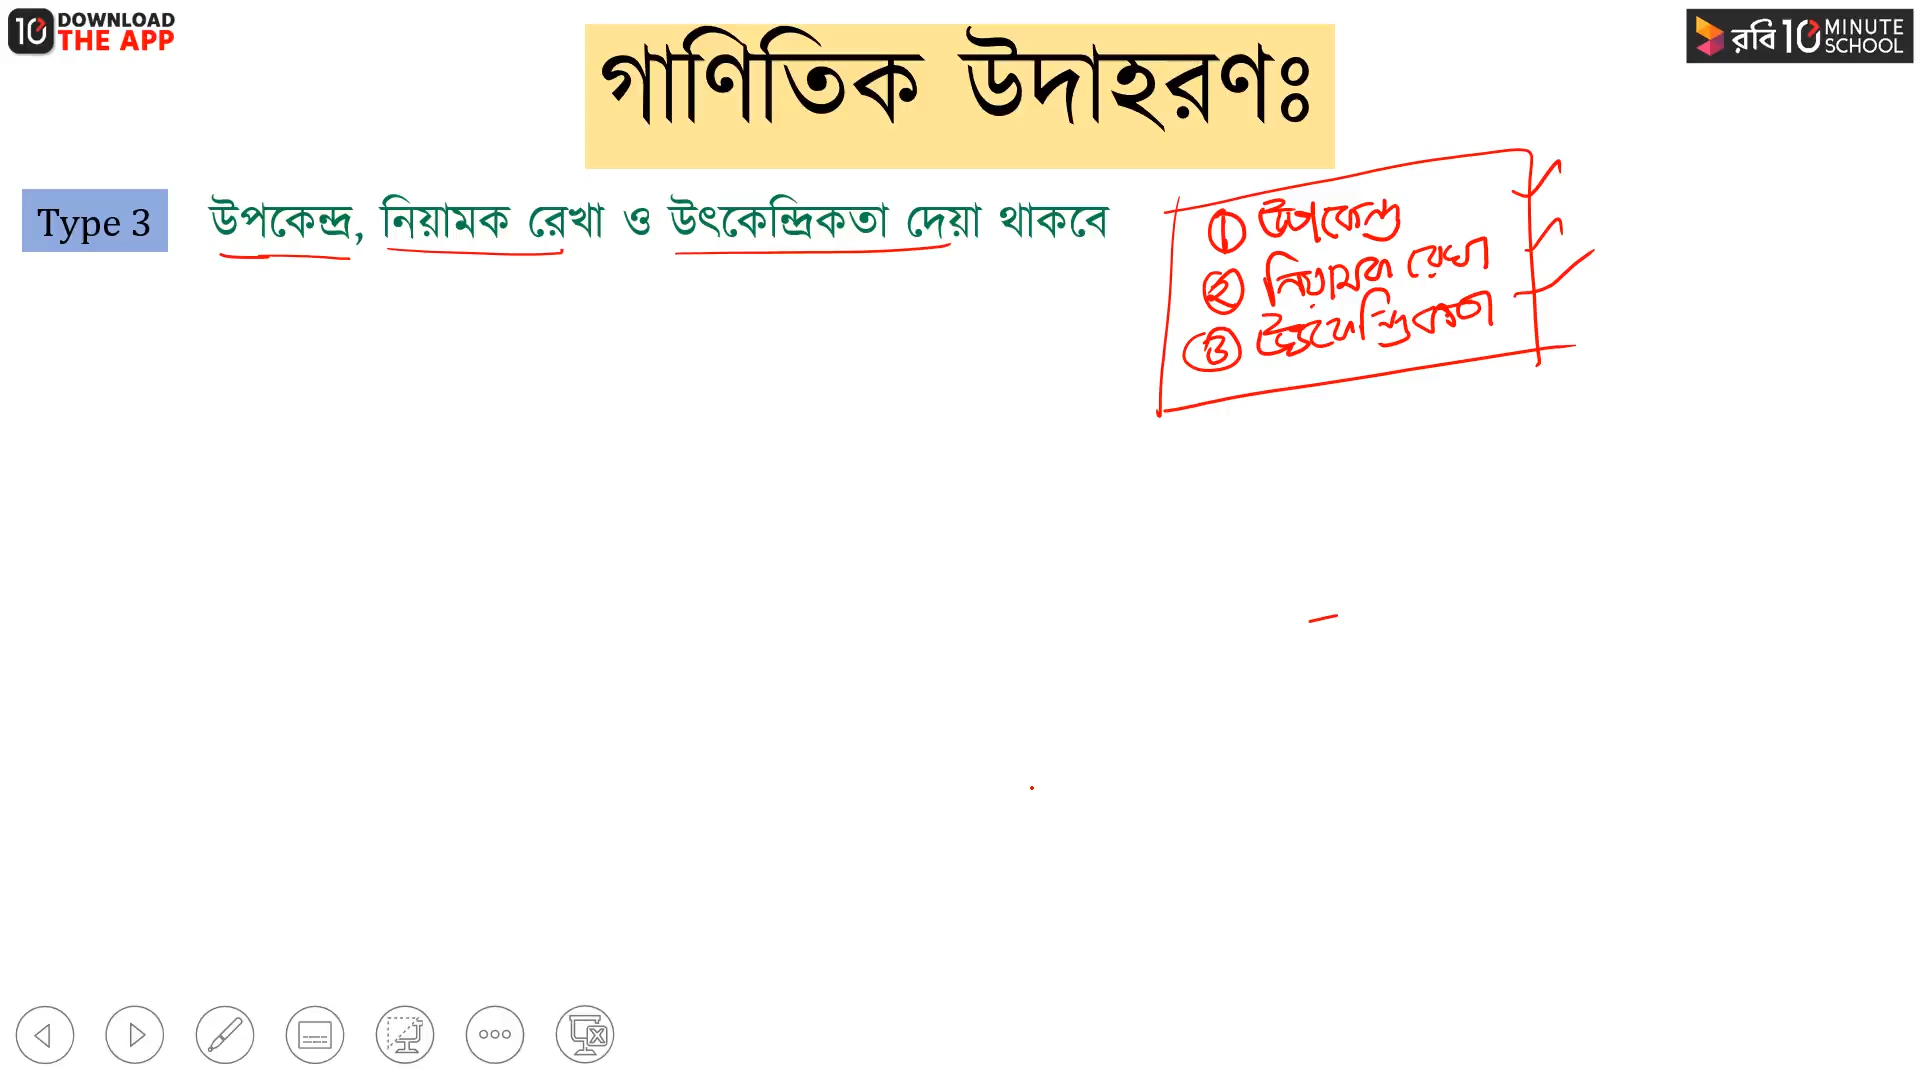 DOWNLOAD
THE APP
গাণিতিক উদাহরণঃ
রবি 10 MINUTE
SCHOOL
Type 3
উপকেন্দ্র, নিয়ামক রেখা ও উৎকেন্দ্রিকতা দেয়া থাকবে
① উপকেন্দ্র
② নিয়ামক রেখা
③ উৎকেন্দ্রিকতা